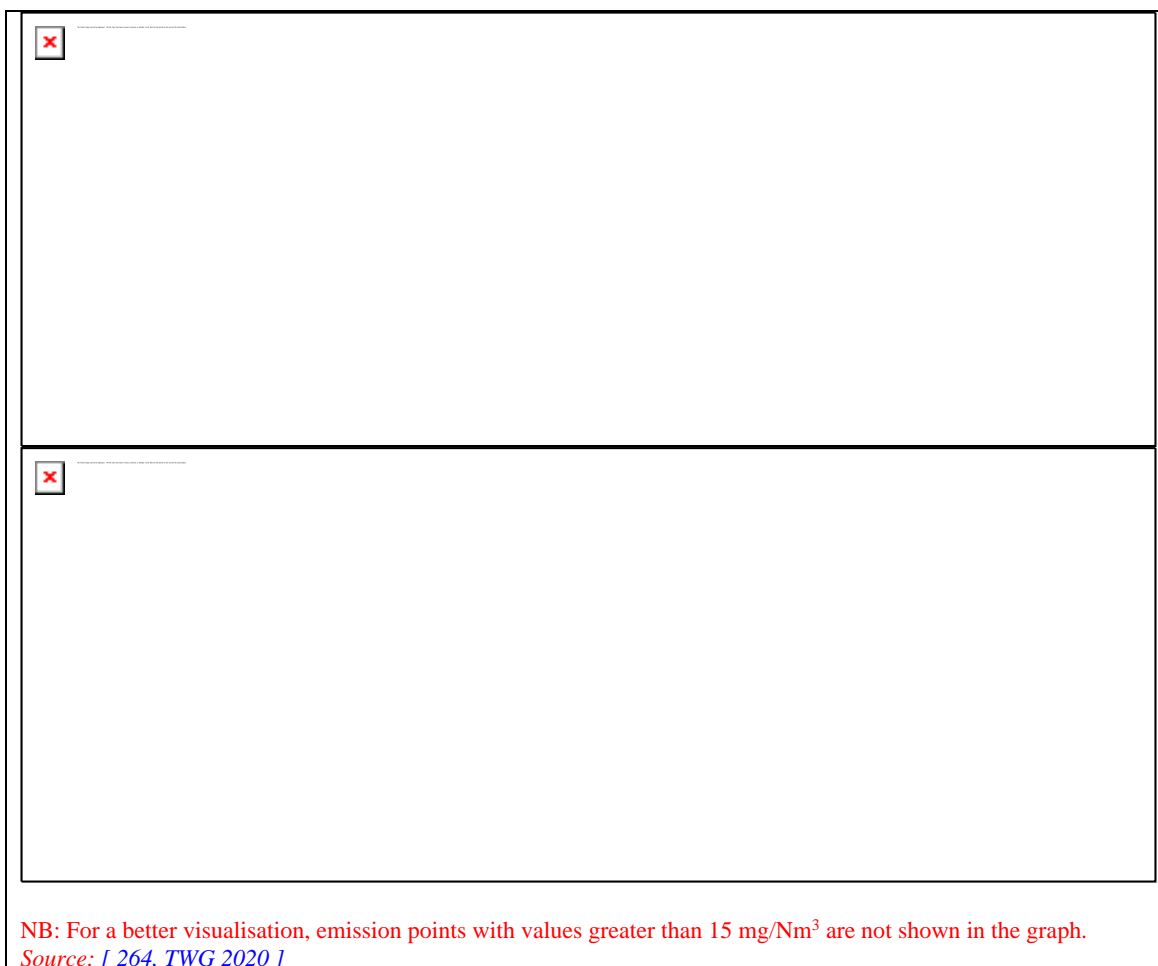 NB: For a better visualisation, emission points with values greater than 15 mg/Nm³ are not shown in the graph.
Source: [ 264, TWG 2020 ]